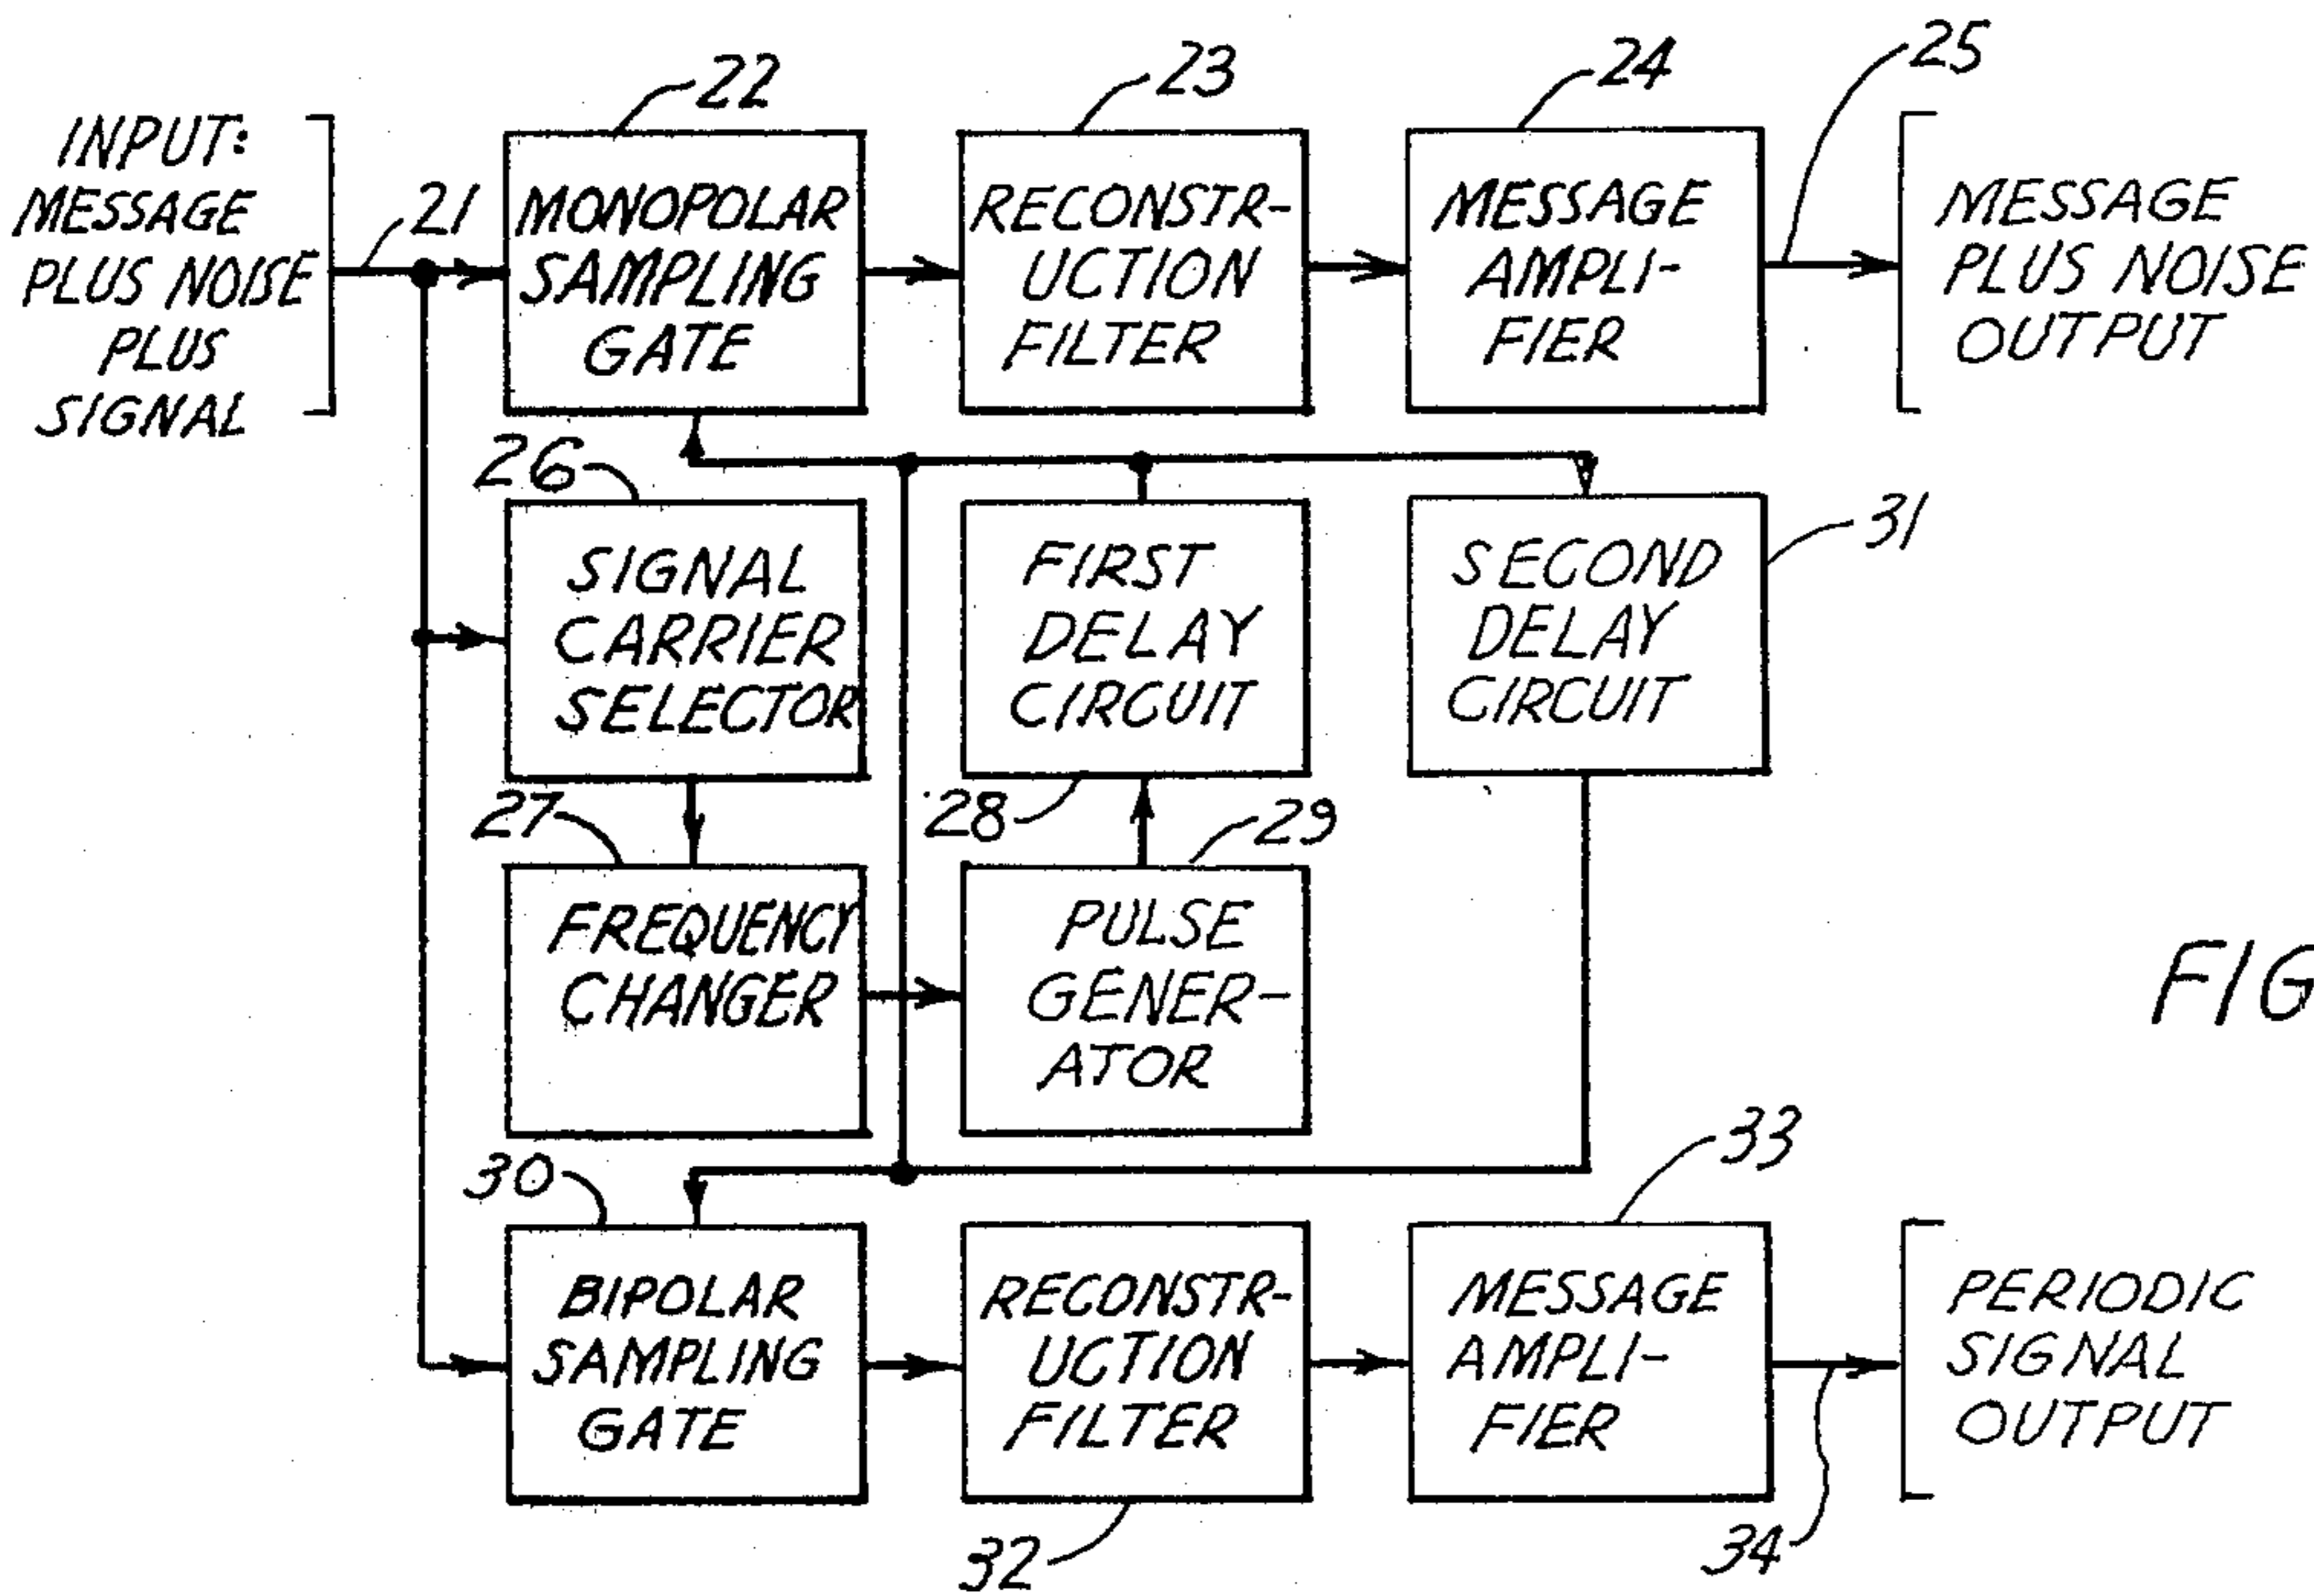 22
23
24
25
INPUT:
MESSAGE
PLUS NOISE
PLUS
SIGNAL
21
MONOPOLAR
SAMPLING
GATE
RECONSTR-
UCTION
FILTER
MESSAGE
AMPLI-
FIER
MESSAGE
PLUS NOISE
OUTPUT
26
SIGNAL
CARRIER
SELECTOR
FIRST
DELAY
CIRCUIT
SECOND
DELAY
CIRCUIT
31
27
28
29
FREQUENCY
CHANGER
PULSE
GENER-
ATOR
FIG
30
33
BIPOLAR
SAMPLING
GATE
RECONSTR-
UCTION
FILTER
MESSAGE
AMPLI-
FIER
PERIODIC
SIGNAL
OUTPUT
32
34